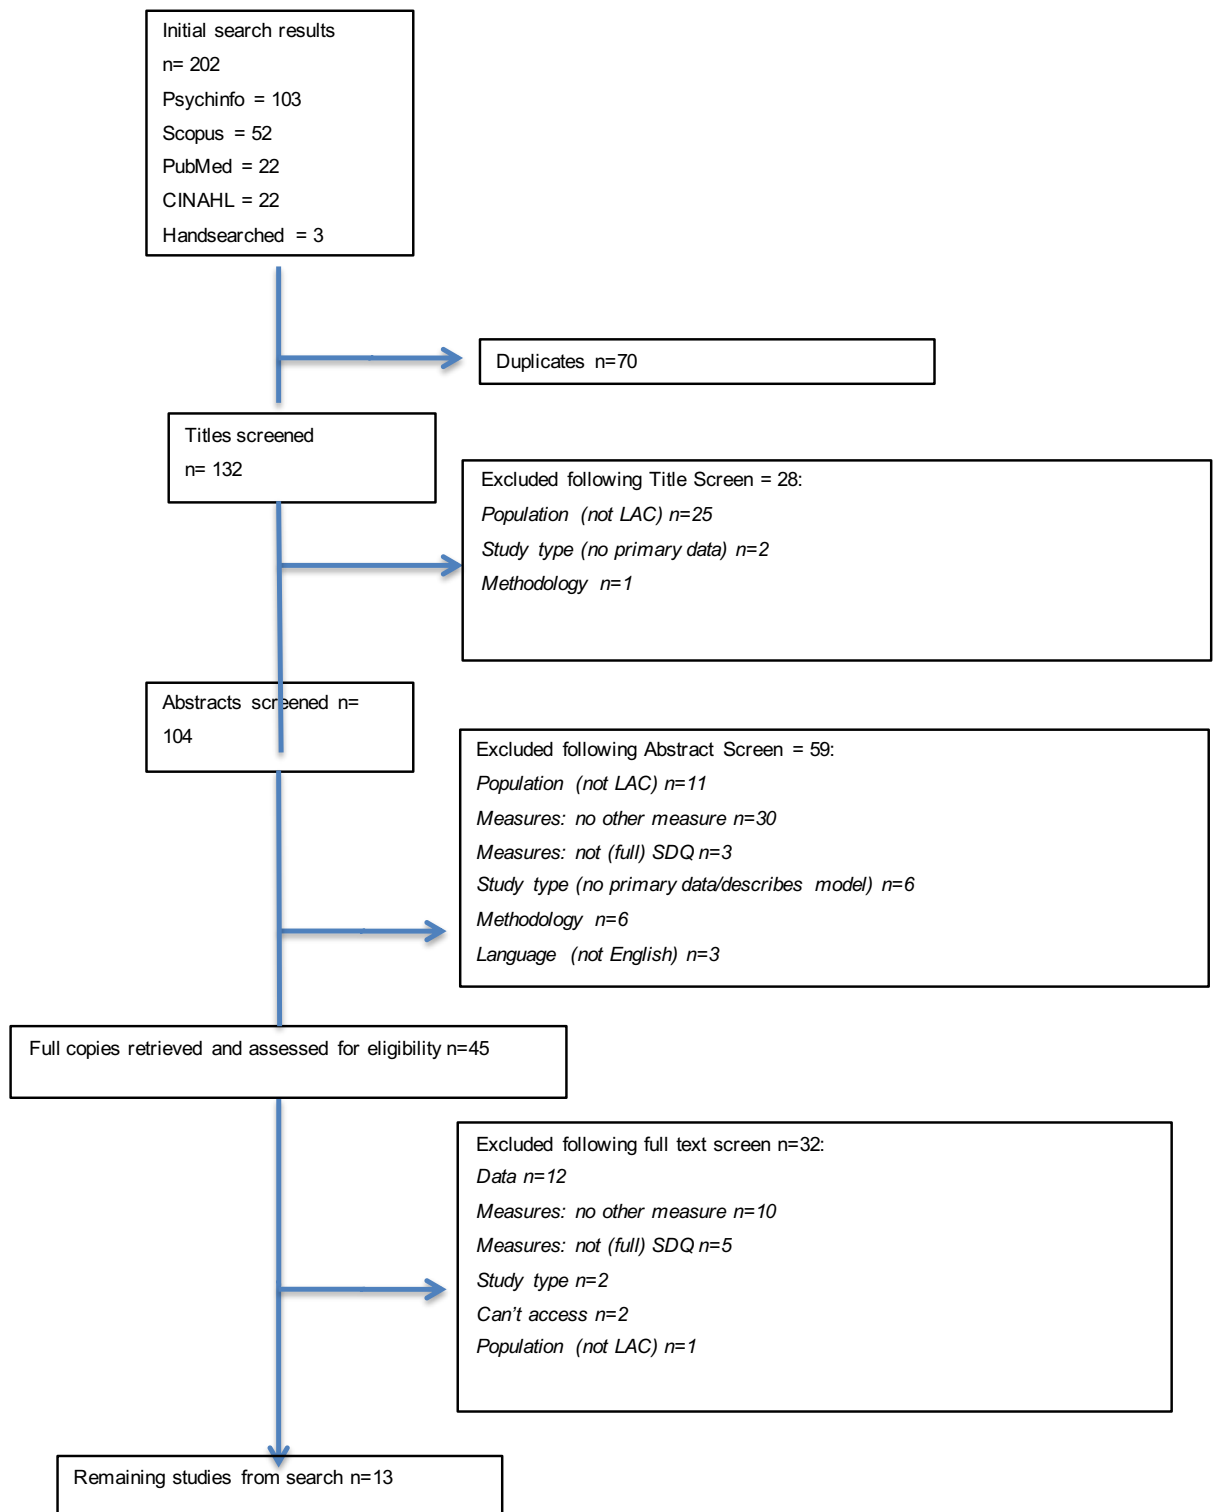 Initial search results
n= 202
Psychinfo = 103
Scopus = 52
PubMed = 22
CINAHL = 22
Handsearched = 3
Duplicates n=70
Titles screened
n= 132
Excluded following Title Screen = 28:
Population (not LAC) n=25
Study type (no primary data) n=2
Methodology n=1
Abstracts screened n=
104
Excluded following Abstract Screen = 59:
Population (not LAC) n=11
Measures: no other measure n=30
Measures: not (full) SDQ n=3
Study type (no primary data/describes model) n=6
Methodology n=6
Language (not English) n=3
Full copies retrieved and assessed for eligibility n=45
Excluded following full text screen n=32:
Data n=12
Measures: no other measure n=10
Measures: not (full) SDQ n=5
Study type n=2
Can’t access n=2
Population (not LAC) n=1
Remaining studies from search n=13